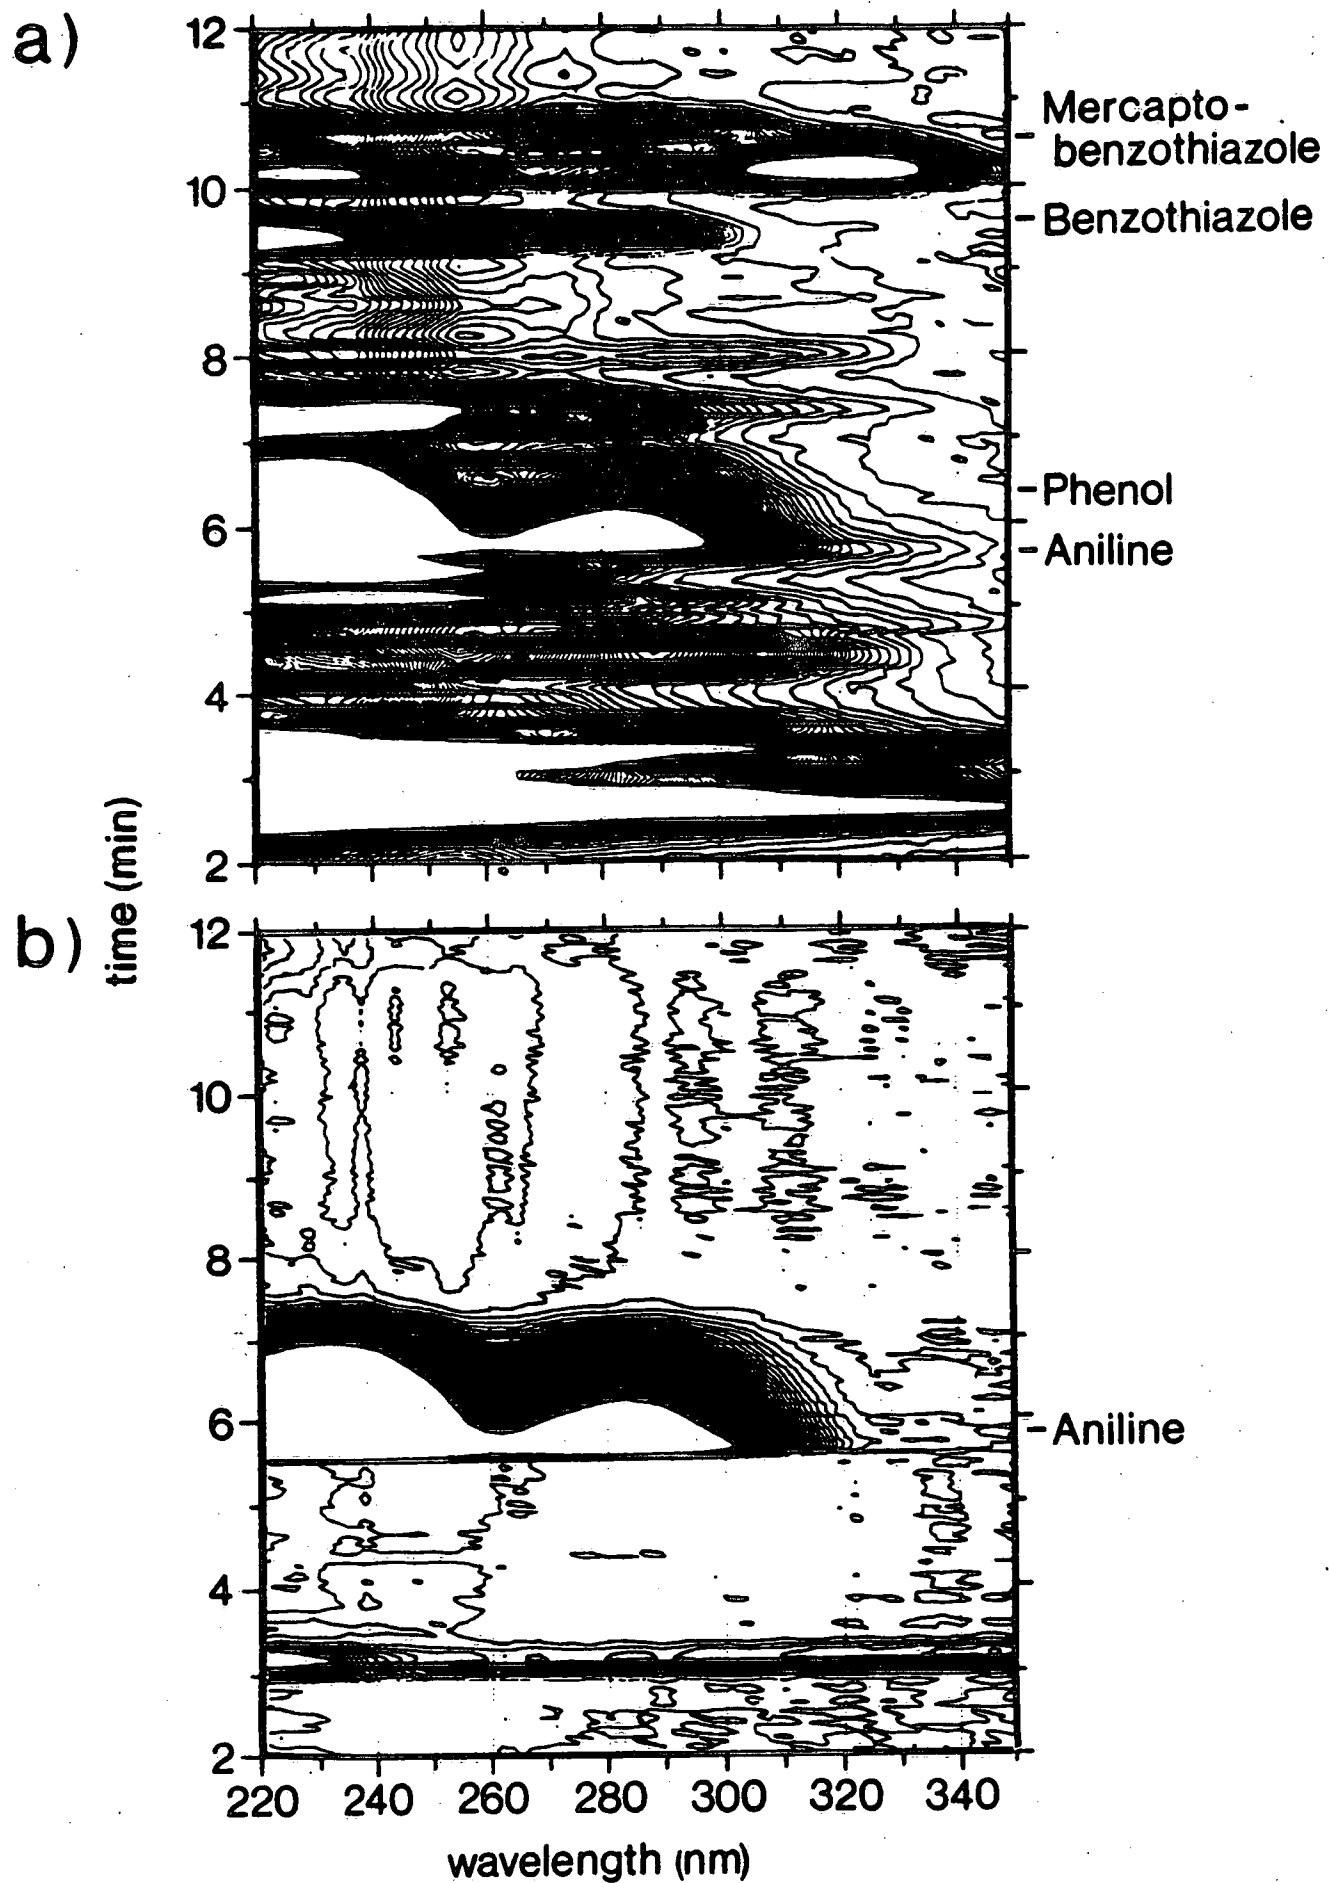 a)
12
10
8
6
4
2
Mercapto-
benzothiazole
Benzothiazole
Phenol
Aniline
time (min)
b)
12
10
8
6
4
2
Aniline
220 240 260 280 300 320 340
wavelength (nm)